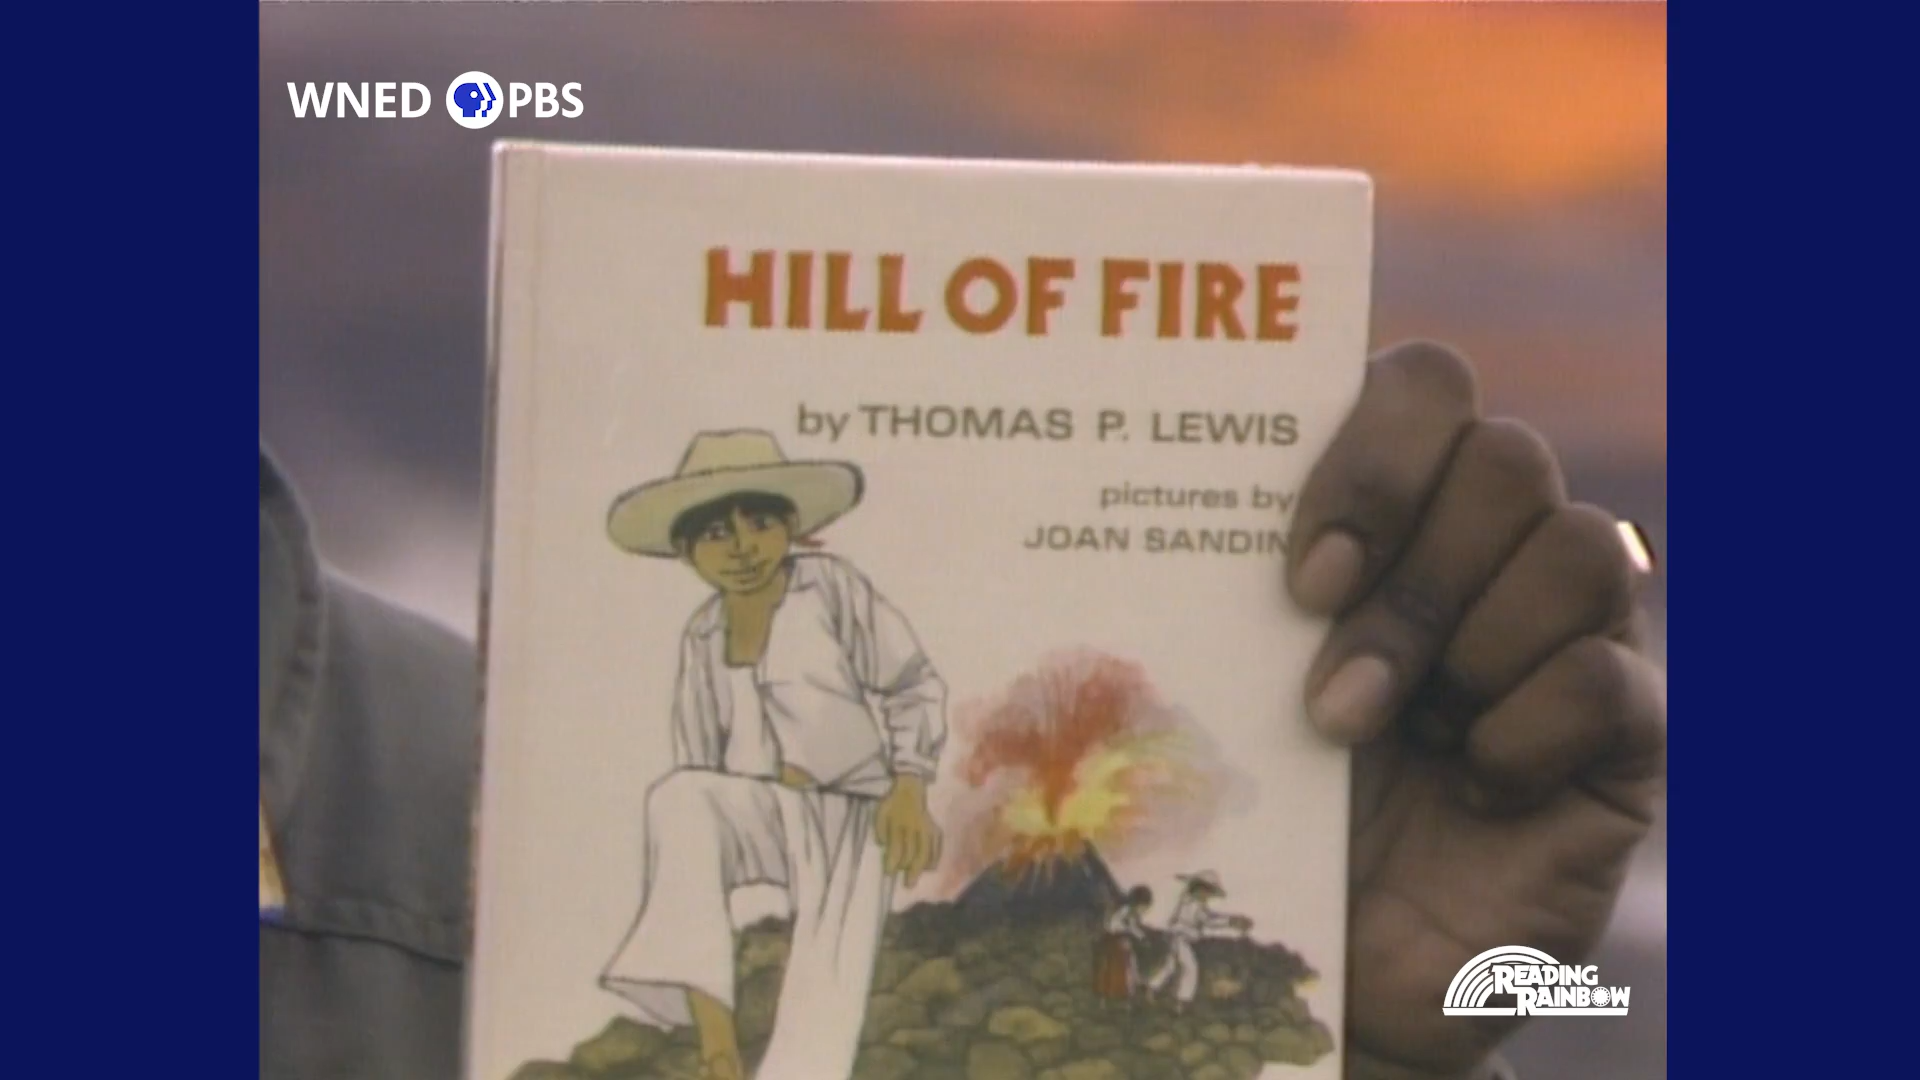 WNED PBS
HILL OF FIRE
by THOMAS P. LEWIS
pictures by
JOAN SANDIN
READING
RAINBOW